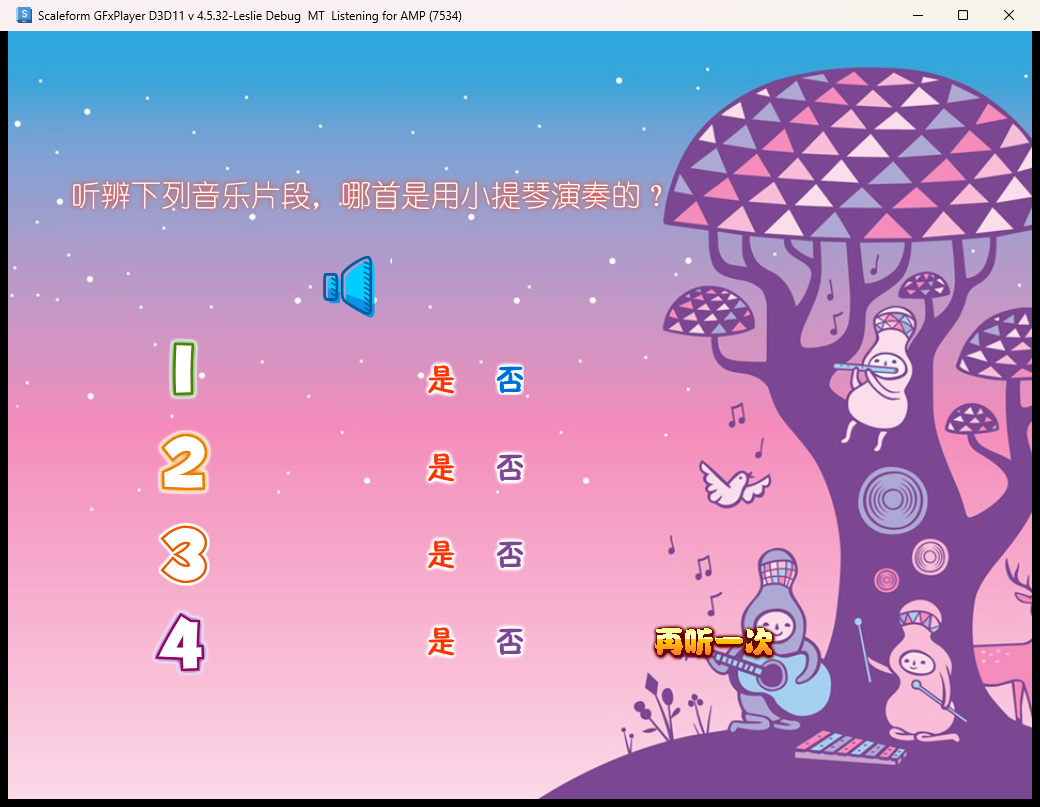 Scaleform GFxPlayer D3D11 v 4.5.32-Leslie Debug  MT  Listening for AMP (7534)
听辨下列音乐片段，哪首是用小提琴演奏的？
1 是 否
2 是 否
3 是 否
4 是 否
再听一次